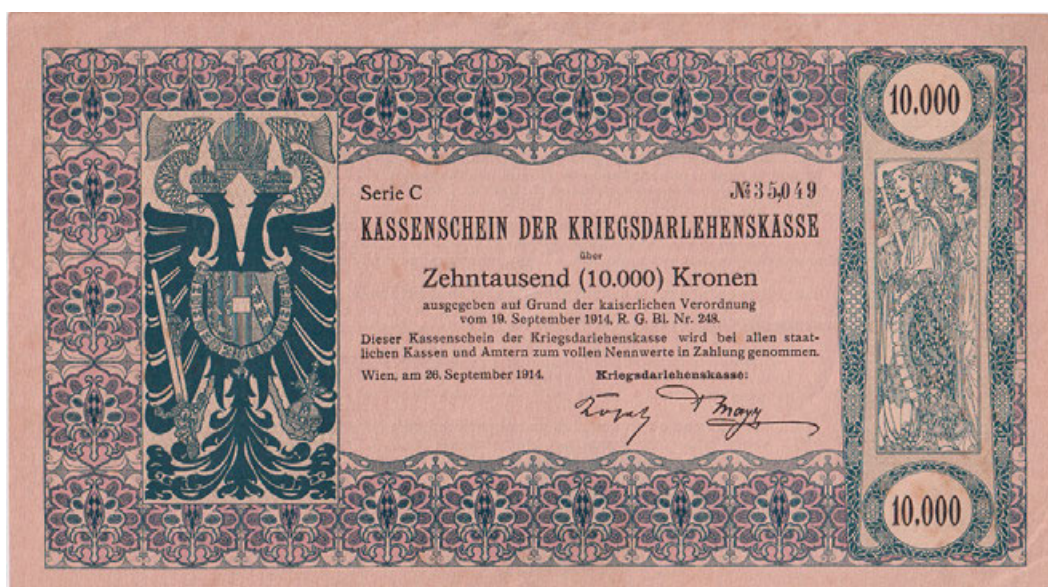 10.000
Serie C
№ 35,049
KASSENSCHEIN DER KRIEGSDARLEHENSKASSE
über
Zehntausend (10.000) Kronen
ausgegeben auf Grund der kaiserlichen Verordnung
vom 19. September 1914, R. G. Bl. Nr. 248.
Dieser Kassenschein der Kriegsdarlehenskasse wird bei allen staat-
lichen Kassen und Amtern zum vollen Nennwerte in Zahlung genommen.
Wien, am 26. September 1914.
Kriegsdarlehenskasse:
10.000